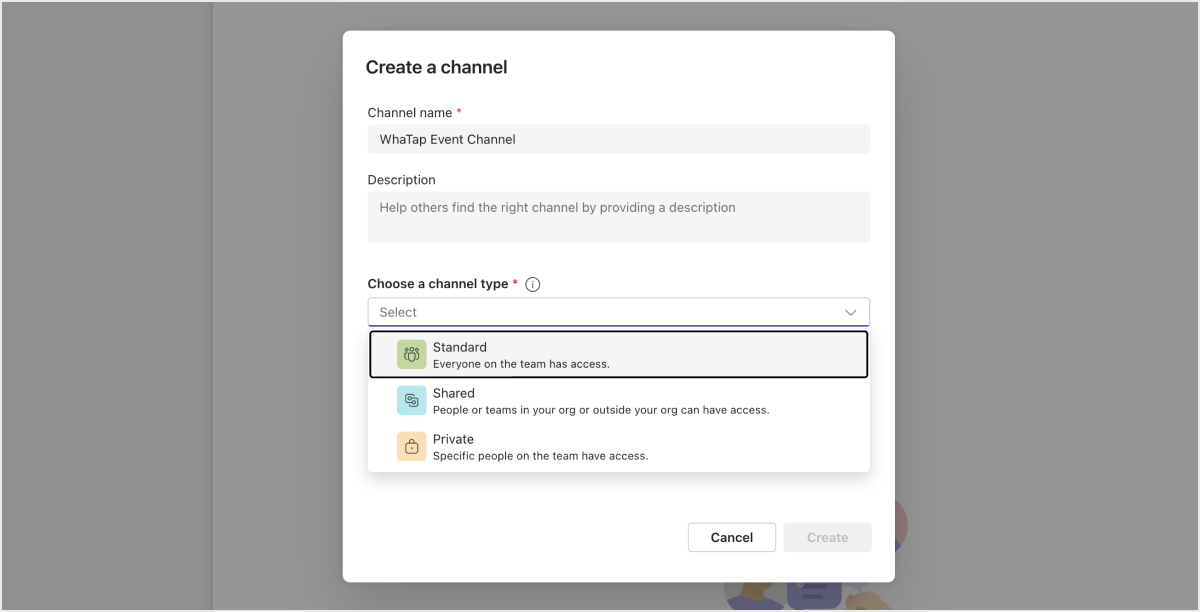 Create a channel
Channel name *
WhaTap Event Channel
Description
Help others find the right channel by providing a description
Choose a channel type *
Select
Standard
Everyone on the team has access.
Shared
People or teams in your org or outside your org can have access.
Private
Specific people on the team have access.
Cancel Create